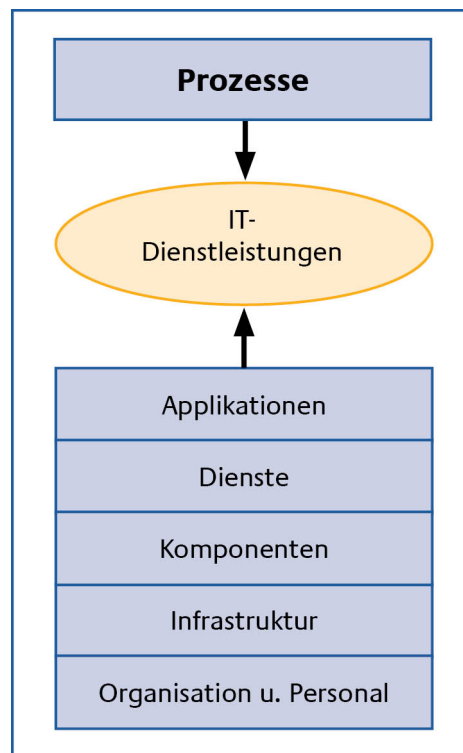 Prozesse
IT-
Dienstleistungen
Applikationen
Dienste
Komponenten
Infrastruktur
Organisation u. Personal